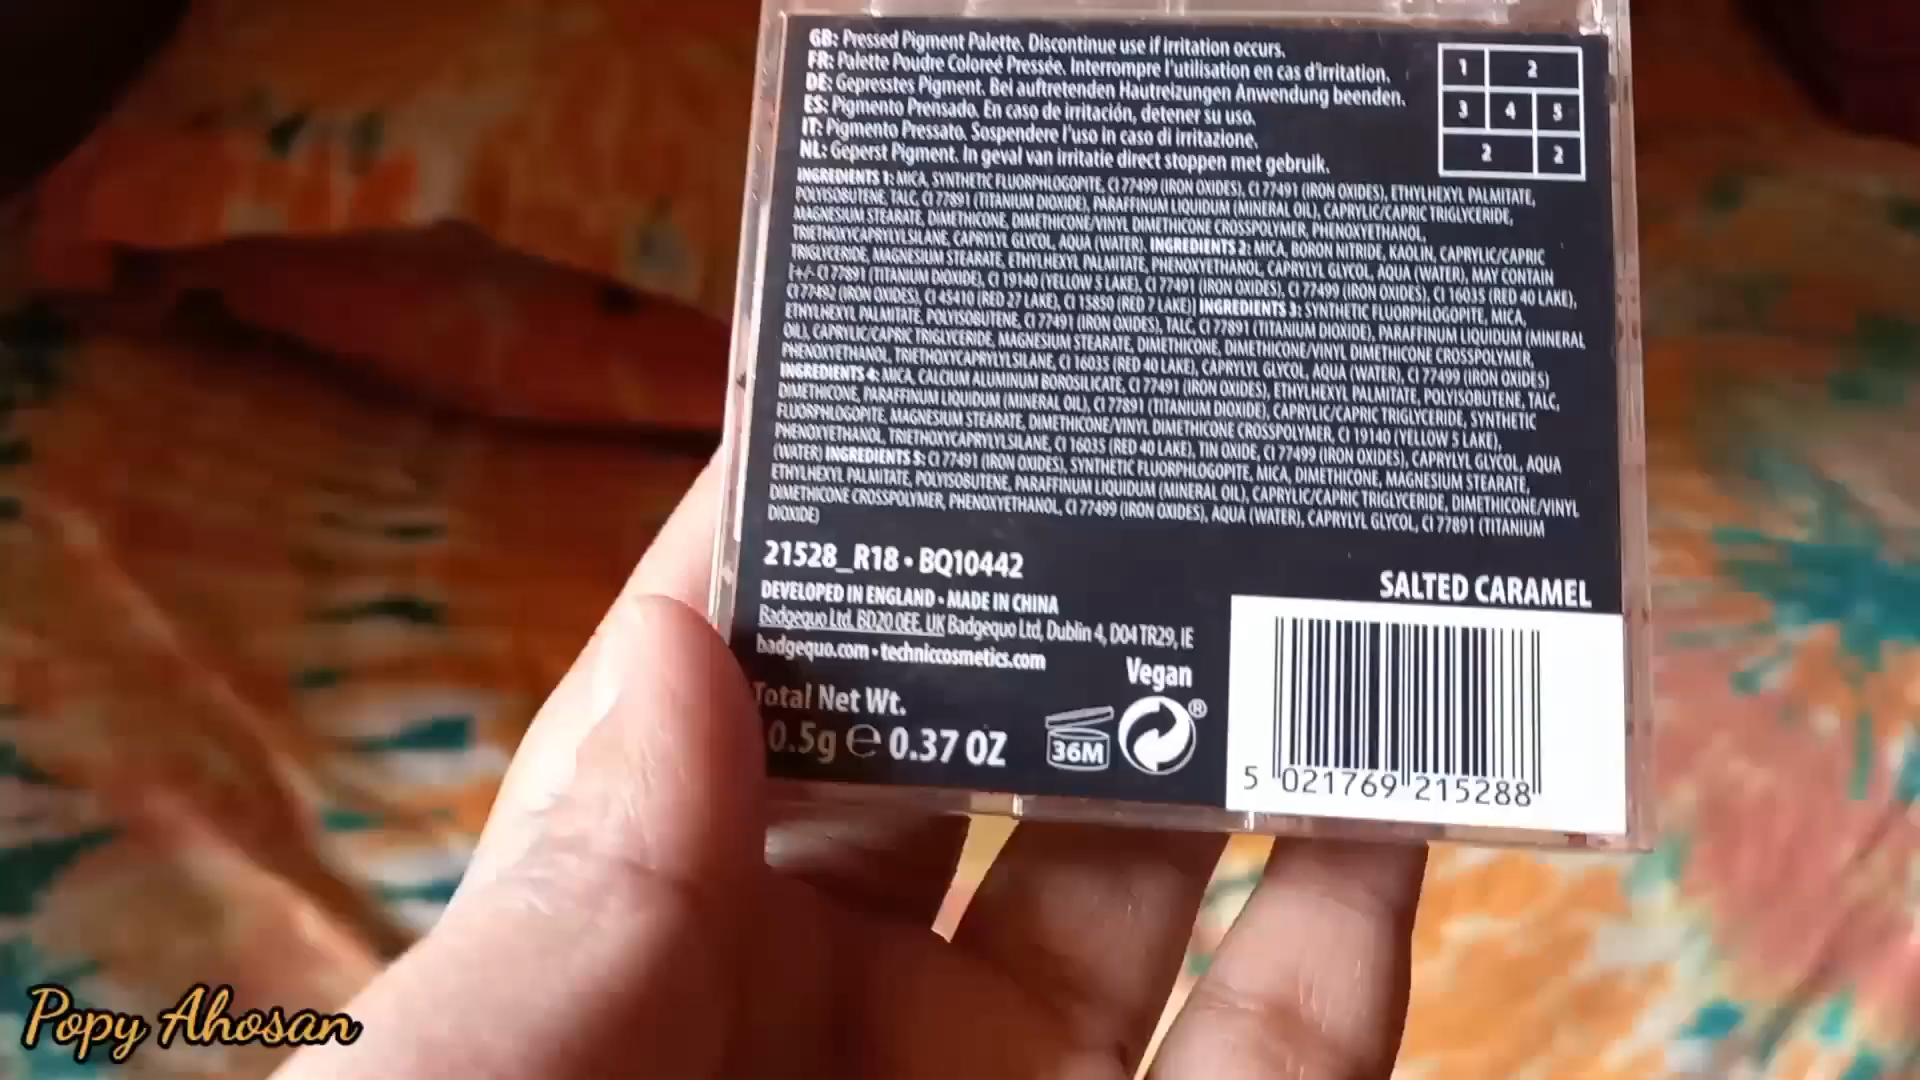 GB: Pressed Pigment Palette. Discontinue use if irritation occurs.
FR: Palette Poudre Coloreé Pressée. Interrompre l'utilisation en cas d'irritation.
DE: Gepresstes Pigment. Bei auftretenden Hautreizungen Anwendung beenden.
ES: Pigmento Prensado. En caso de irritación, detener su uso.
IT: Pigmento Pressato. Sospendere l'uso in caso di irritazione.
NL: Geperst Pigment. In geval van irritatie direct stoppen met gebruik.
1 2
3 4 5
2 2
INGREDIENTS 1: MICA, SYNTHETIC FLUORPHLOGOPITE, CI 77499 (IRON OXIDES), CI 77491 (IRON OXIDES), ETHYLHEXYL PALMITATE,
POLYISOBUTENE, TALC, CI 77891 (TITANIUM DIOXIDE), PARAFFINUM LIQUIDUM (MINERAL OIL), CAPRYLIC/CAPRIC TRIGLYCERIDE,
MAGNESIUM STEARATE, DIMETHICONE, DIMETHICONE/VINYL DIMETHICONE CROSSPOLYMER, PHENOXYETHANOL,
TRIETHOXYCAPRYLYLSILANE, CAPRYLYL GLYCOL, AQUA (WATER). INGREDIENTS 2: MICA, BORON NITRIDE, KAOLIN, CAPRYLIC/CAPRIC
TRIGLYCERIDE, MAGNESIUM STEARATE, ETHYLHEXYL PALMITATE, PHENOXYETHANOL, CAPRYLYL GLYCOL, AQUA (WATER), MAY CONTAIN
[+/- CI 77891 (TITANIUM DIOXIDE), CI 19140 (YELLOW 5 LAKE), CI 77491 (IRON OXIDES), CI 77499 (IRON OXIDES), CI 16035 (RED 40 LAKE),
CI 77492 (IRON OXIDES), CI 45410 (RED 27 LAKE), CI 15850 (RED 7 LAKE)] INGREDIENTS 3: SYNTHETIC FLUORPHLOGOPITE, MICA,
ETHYLHEXYL PALMITATE, POLYISOBUTENE, CI 77491 (IRON OXIDES), TALC, CI 77891 (TITANIUM DIOXIDE), PARAFFINUM LIQUIDUM (MINERAL
OIL), CAPRYLIC/CAPRIC TRIGLYCERIDE, MAGNESIUM STEARATE, DIMETHICONE, DIMETHICONE/VINYL DIMETHICONE CROSSPOLYMER,
PHENOXYETHANOL, TRIETHOXYCAPRYLYLSILANE, CI 16035 (RED 40 LAKE), CAPRYLYL GLYCOL, AQUA (WATER), CI 77499 (IRON OXIDES)
INGREDIENTS 4: MICA, CALCIUM ALUMINUM BOROSILICATE, CI 77491 (IRON OXIDES), ETHYLHEXYL PALMITATE, POLYISOBUTENE, TALC,
DIMETHICONE, PARAFFINUM LIQUIDUM (MINERAL OIL), CI 77891 (TITANIUM DIOXIDE), CAPRYLIC/CAPRIC TRIGLYCERIDE, SYNTHETIC
FLUORPHLOGOPITE, MAGNESIUM STEARATE, DIMETHICONE/VINYL DIMETHICONE CROSSPOLYMER, CI 19140 (YELLOW 5 LAKE),
PHENOXYETHANOL, TRIETHOXYCAPRYLYLSILANE, CI 16035 (RED 40 LAKE), TIN OXIDE, CI 77499 (IRON OXIDES), CAPRYLYL GLYCOL, AQUA
(WATER) INGREDIENTS 5: CI 77491 (IRON OXIDES), SYNTHETIC FLUORPHLOGOPITE, MICA, DIMETHICONE, MAGNESIUM STEARATE,
ETHYLHEXYL PALMITATE, POLYISOBUTENE, PARAFFINUM LIQUIDUM (MINERAL OIL), CAPRYLIC/CAPRIC TRIGLYCERIDE, DIMETHICONE/VINYL
DIMETHICONE CROSSPOLYMER, PHENOXYETHANOL, CI 77499 (IRON OXIDES), AQUA (WATER), CAPRYLYL GLYCOL, CI 77891 (TITANIUM
DIOXIDE)
21528_R18 • BQ10442
DEVELOPED IN ENGLAND • MADE IN CHINA
Badgequo Ltd, BD20 0EE, UK Badgequo Ltd, Dublin 4, D04 TR29, IE
badgequo.com • techniccosmetics.com
Vegan
Total Net Wt.
0.5g ℮ 0.37 OZ
36M
®
SALTED CARAMEL
5 021769 215288
Popy Ahosan